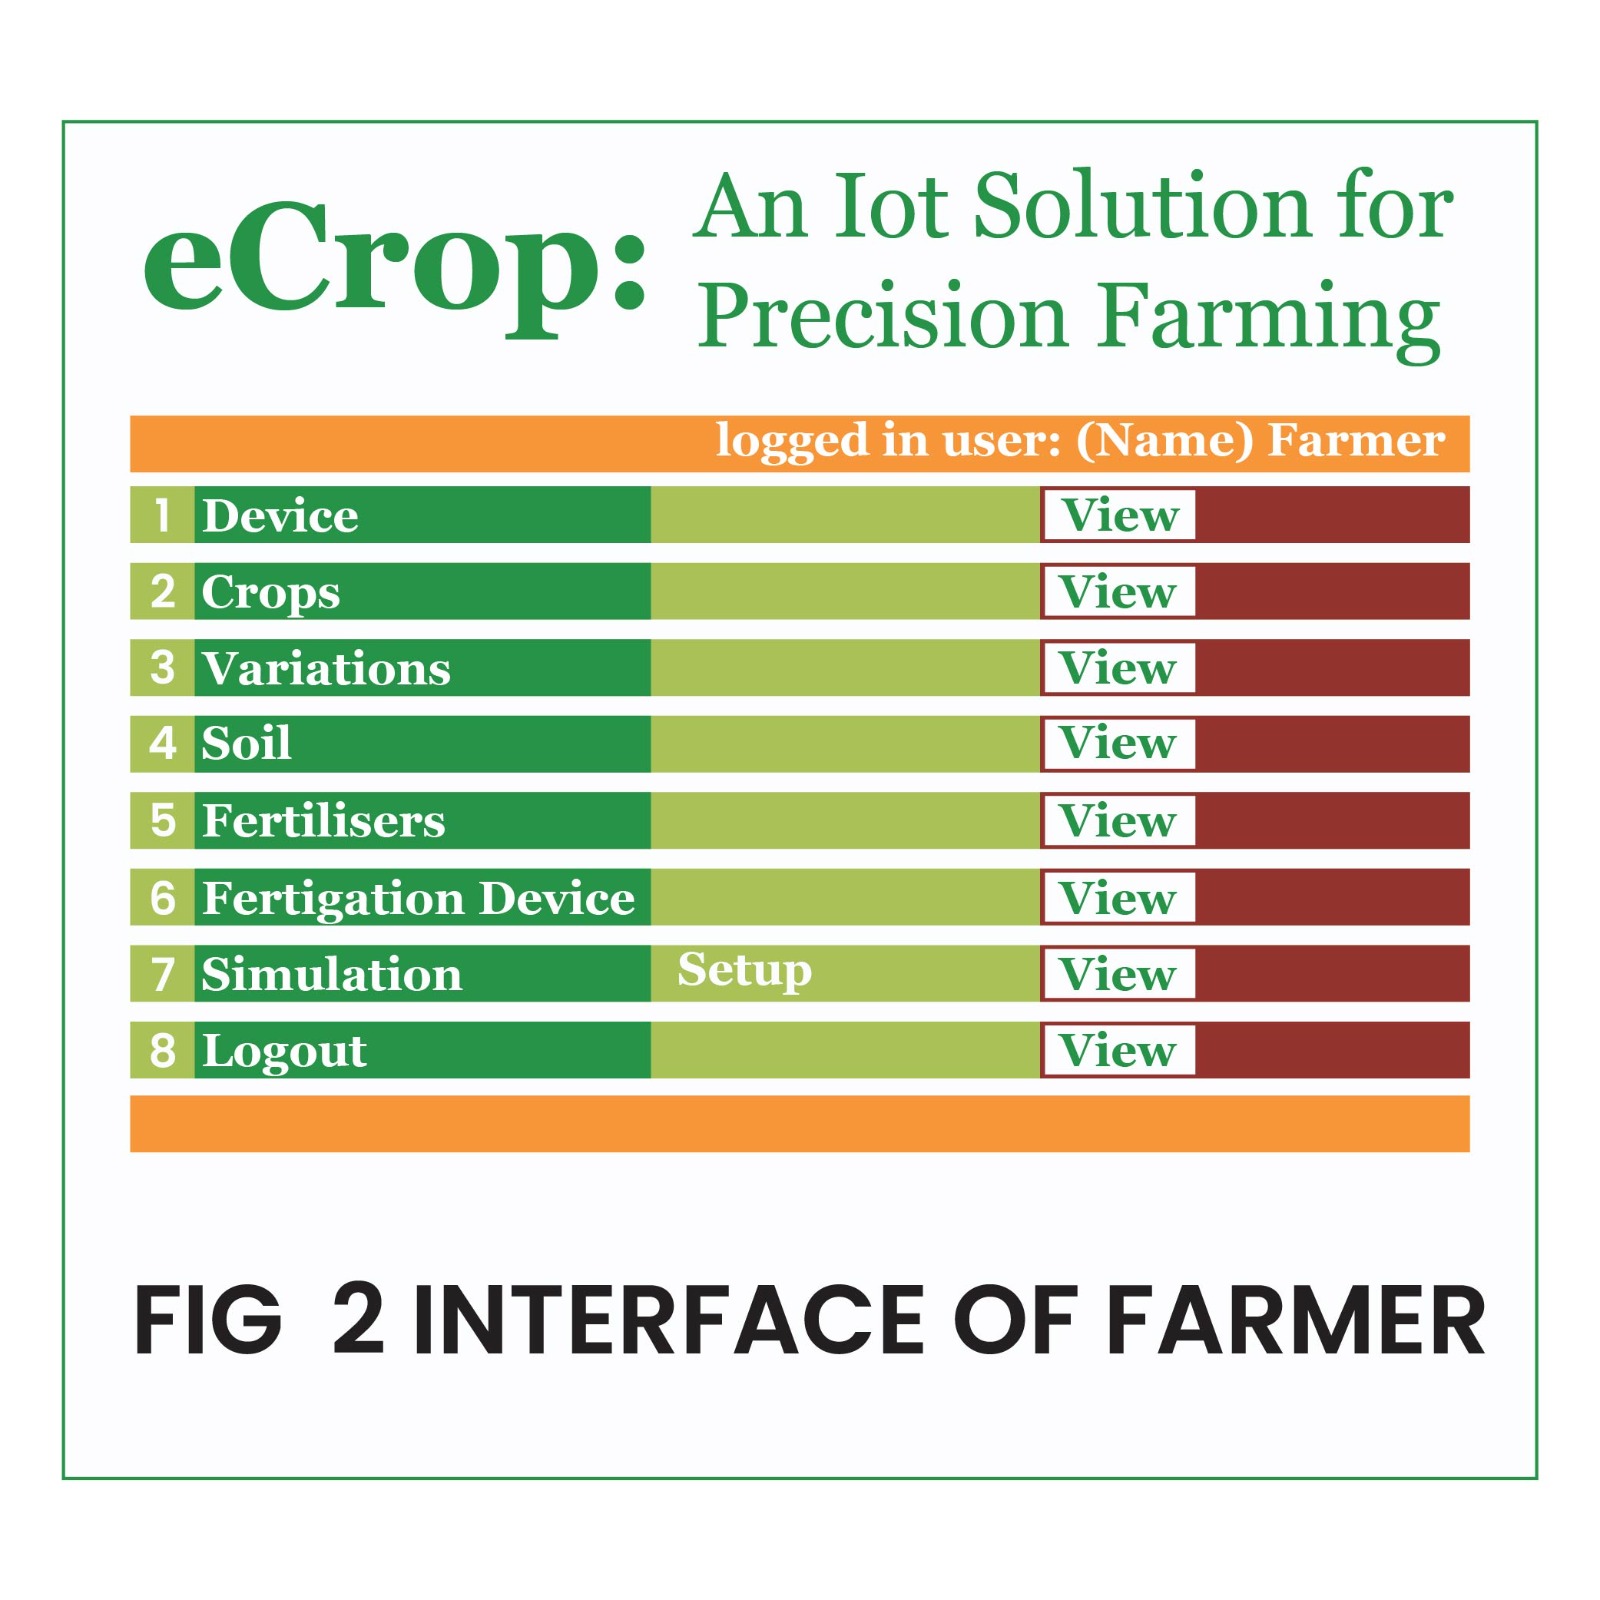 eCrop: An Iot Solution for
Precision Farming
logged in user: (Name) Farmer
1 Device View
2 Crops View
3 Variations View
4 Soil View
5 Fertilisers View
6 Fertigation Device View
7 Simulation Setup View
8 Logout View
FIG 2 INTERFACE OF FARMER